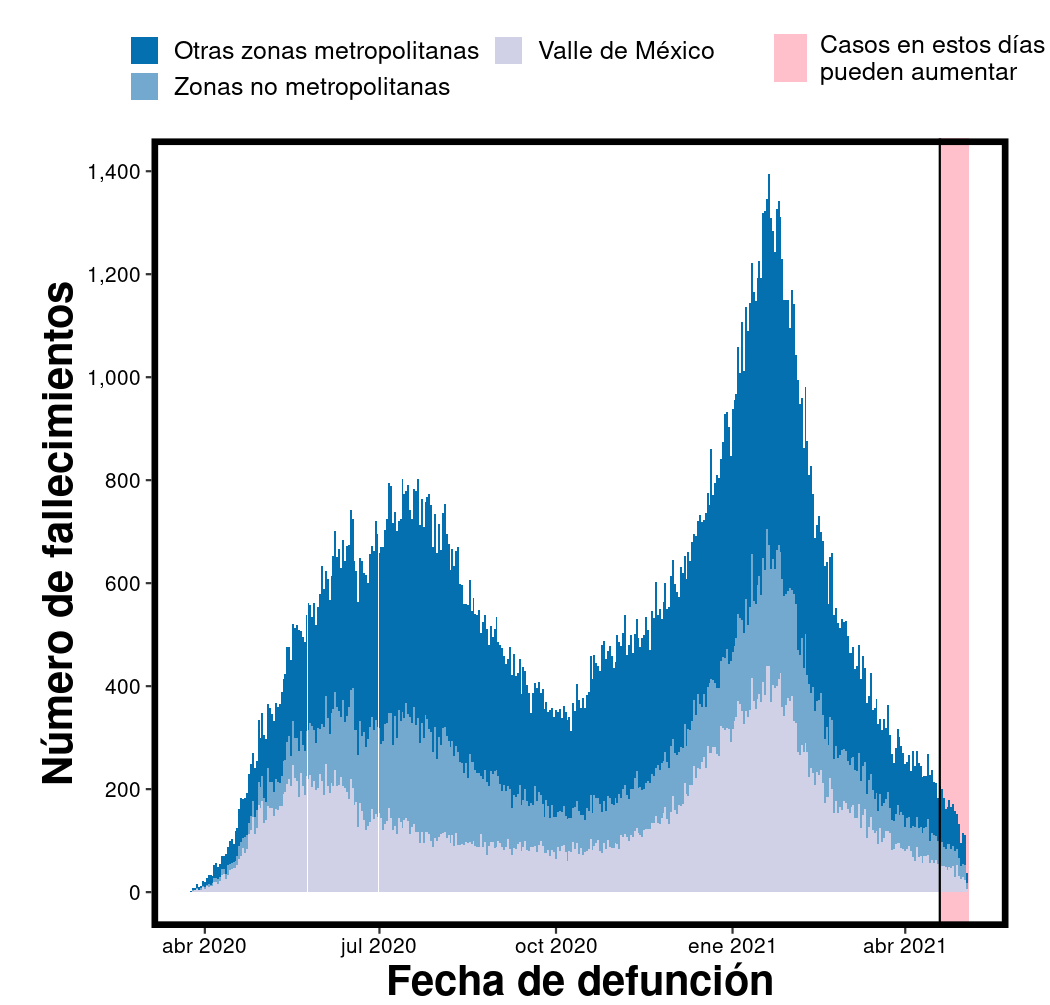 Otras zonas metropolitanas
Valle de México
Zonas no metropolitanas
Casos en estos días
pueden aumentar
Número de fallecimientos
1,400
1,200
1,000
800
600
400
200
0
abr 2020
jul 2020
oct 2020
ene 2021
abr 2021
Fecha de defunción